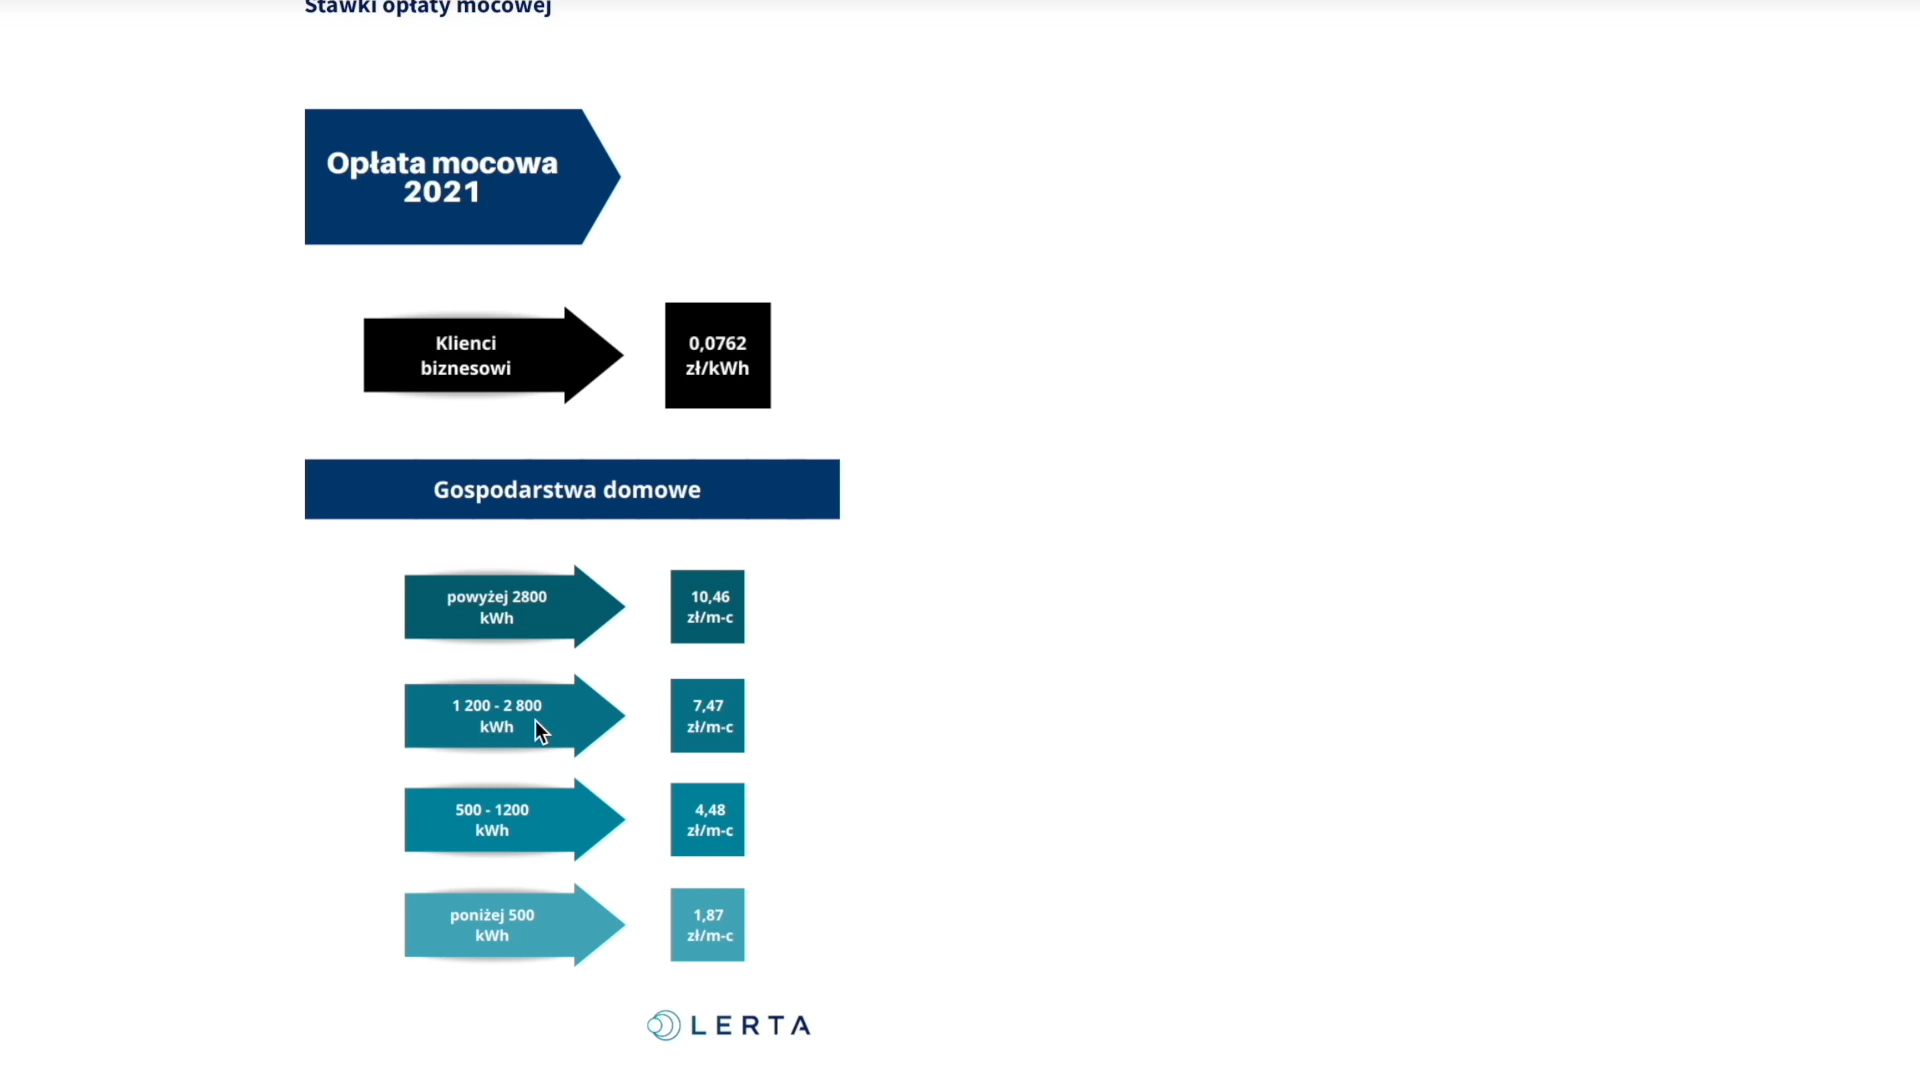 Stawki opłaty mocowej
Opłata mocowa
2021
Klienci
biznesowi
0,0762
zł/kWh
Gospodarstwa domowe
powyżej 2800
kWh
10,46
zł/m-c
1 200 - 2 800
kWh
7,47
zł/m-c
500 - 1200
kWh
4,48
zł/m-c
poniżej 500
kWh
1,87
zł/m-c
LERTA